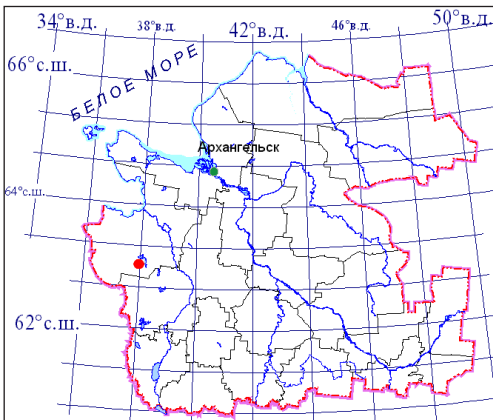 34°в.д.
38°в.д.
42°в.д.
46°в.д.
50°в.д.
66°с.ш.
БЕЛОЕ МОРЕ
Архангельск
64°с.ш.
62°с.ш.